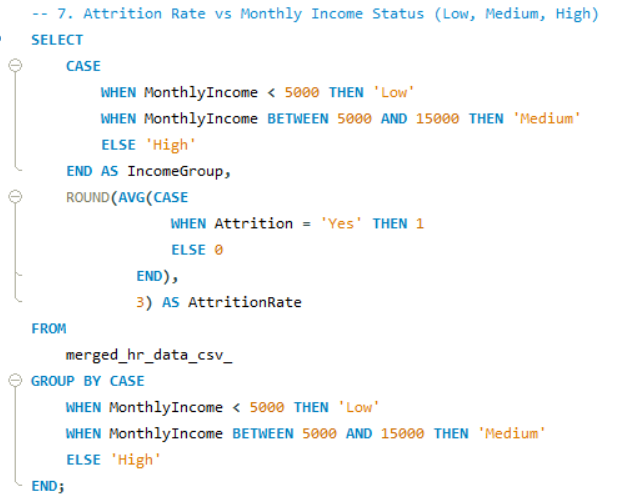 -- 7. Attrition Rate vs Monthly Income Status (Low, Medium, High)
SELECT
CASE
WHEN MonthlyIncome < 5000 THEN 'Low'
WHEN MonthlyIncome BETWEEN 5000 AND 15000 THEN 'Medium'
ELSE 'High'
END AS IncomeGroup,
ROUND(AVG(CASE
WHEN Attrition = 'Yes' THEN 1
ELSE 0
END),
3) AS AttritionRate
FROM
merged_hr_data_csv_
GROUP BY CASE
WHEN MonthlyIncome < 5000 THEN 'Low'
WHEN MonthlyIncome BETWEEN 5000 AND 15000 THEN 'Medium'
ELSE 'High'
END;